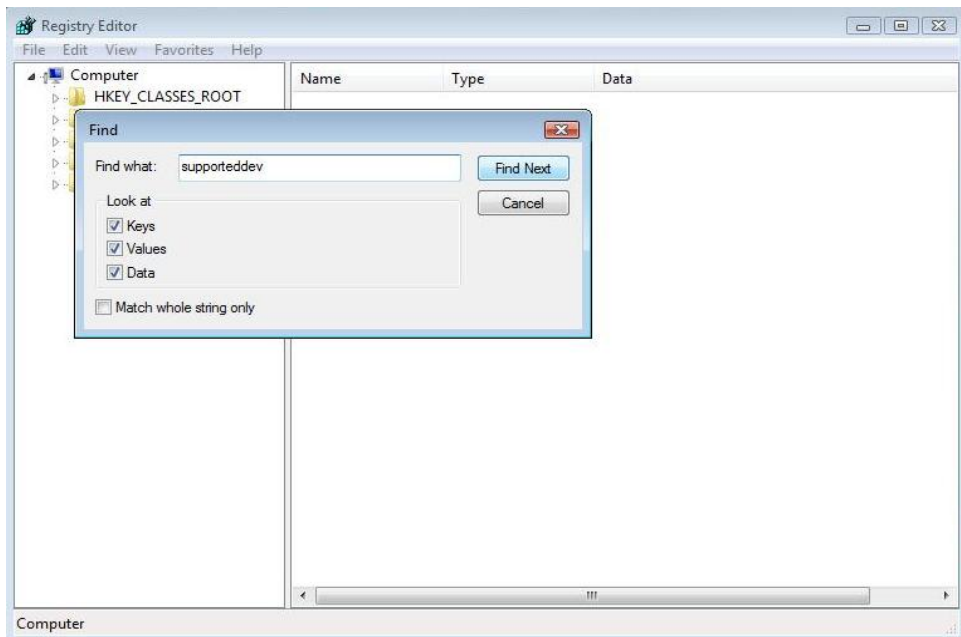 Registry Editor
File Edit View Favorites Help
Computer
Name Type Data
HKEY_CLASSES_ROOT
Find
Find what: supporteddev
Find Next
Look at
Cancel
Keys
Values
Data
Match whole string only
Computer